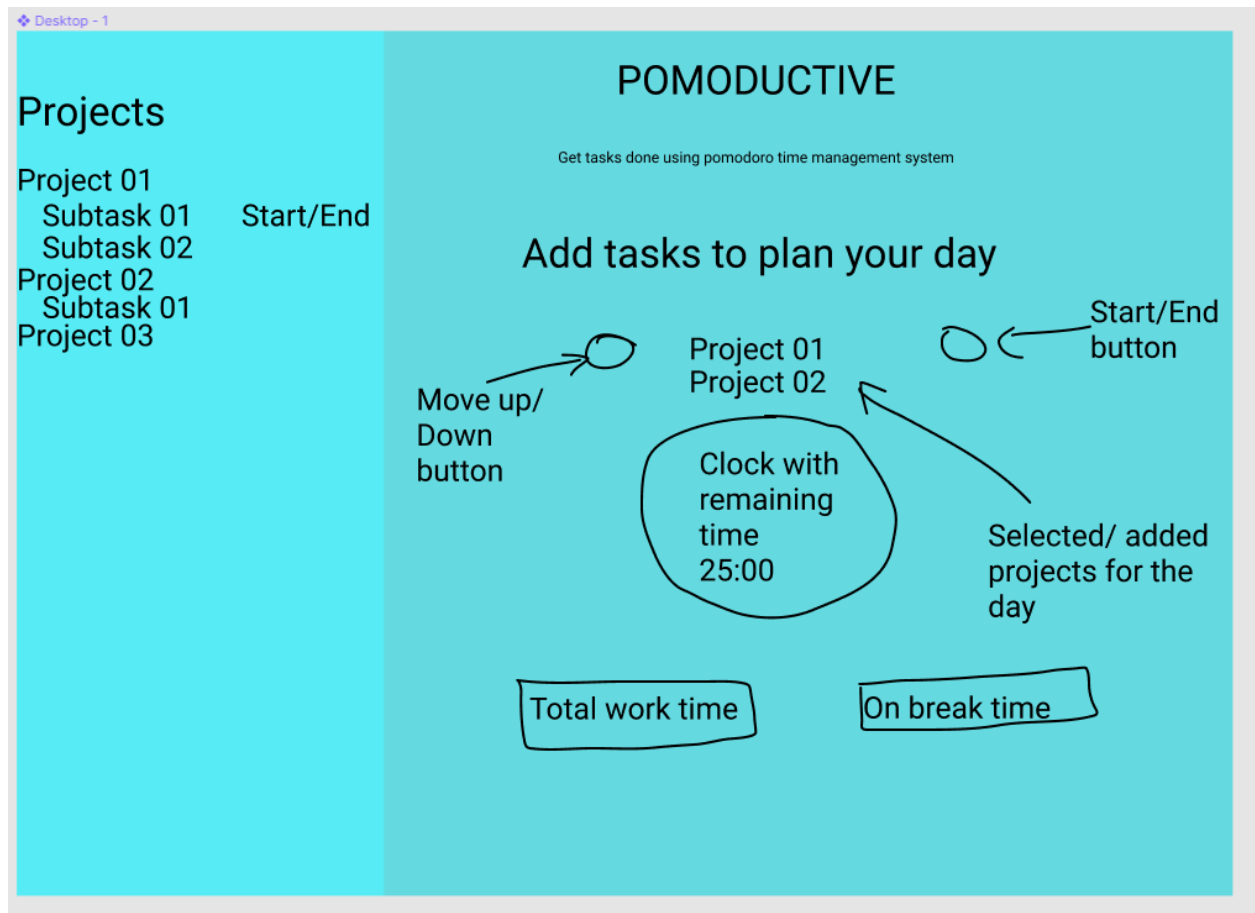 Desktop - 1
Projects
Project 01
Subtask 01 Start/End
Subtask 02
Project 02
Subtask 01
Project 03
POMODUCTIVE
Get tasks done using pomodoro time management system
Add tasks to plan your day
Start/End
button
Project 01
Project 02
Move up/
Down
button
Clock with
remaining
time
25:00
Selected/ added
projects for the
day
Total work time
On break time